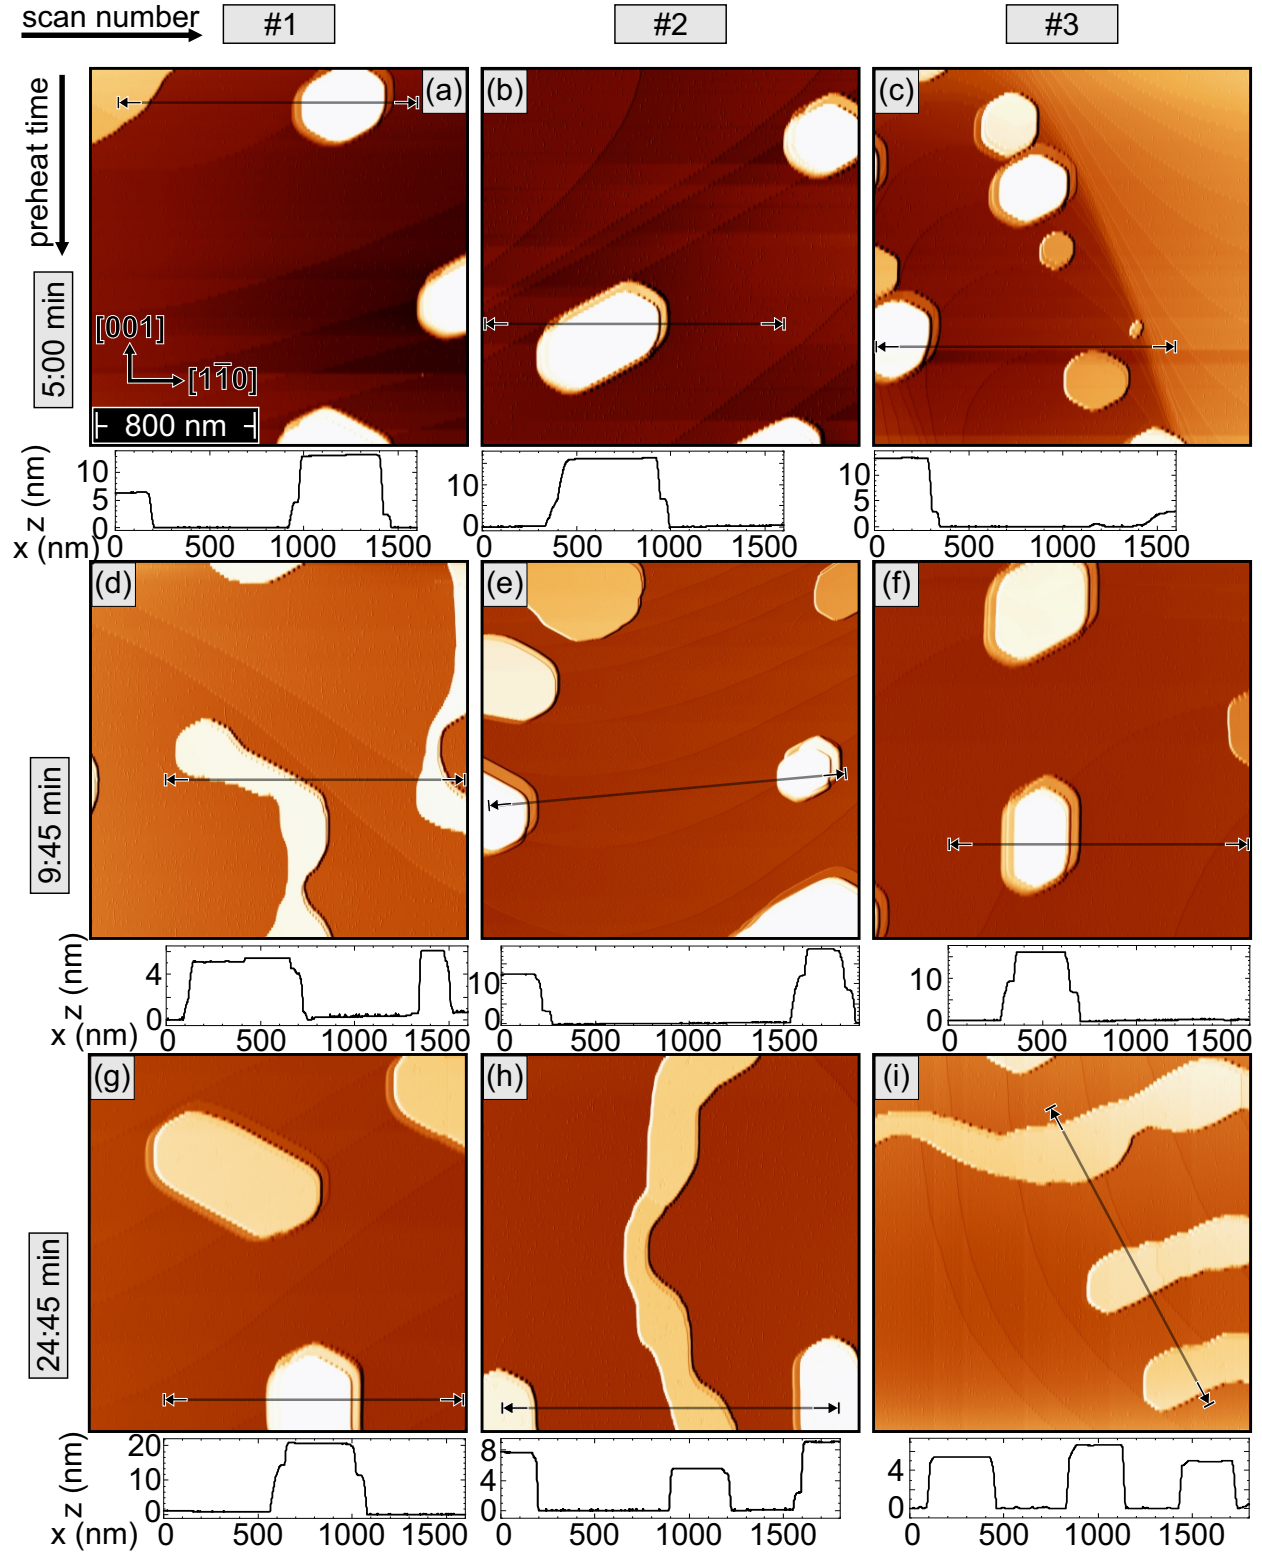 scan number #1 #2 #3
preheat time
5:00 min
9:45 min
24:45 min
(a) (b) (c)
[001]
[11̅0]
800 nm
z (nm) 10 5 0 10 0 10 5 0
x (nm) 0 500 1000 1500 0 500 1000 1500 0 500 1000 1500
(d) (e) (f)
z (nm) 4 0 10 0 10 0
x (nm) 0 500 1000 1500 0 500 1000 1500 0 500 1000 1500
(g) (h) (i)
z (nm) 20 10 0 8 4 0 4 0
x (nm) 0 500 1000 1500 0 500 1000 1500 0 500 1000 1500